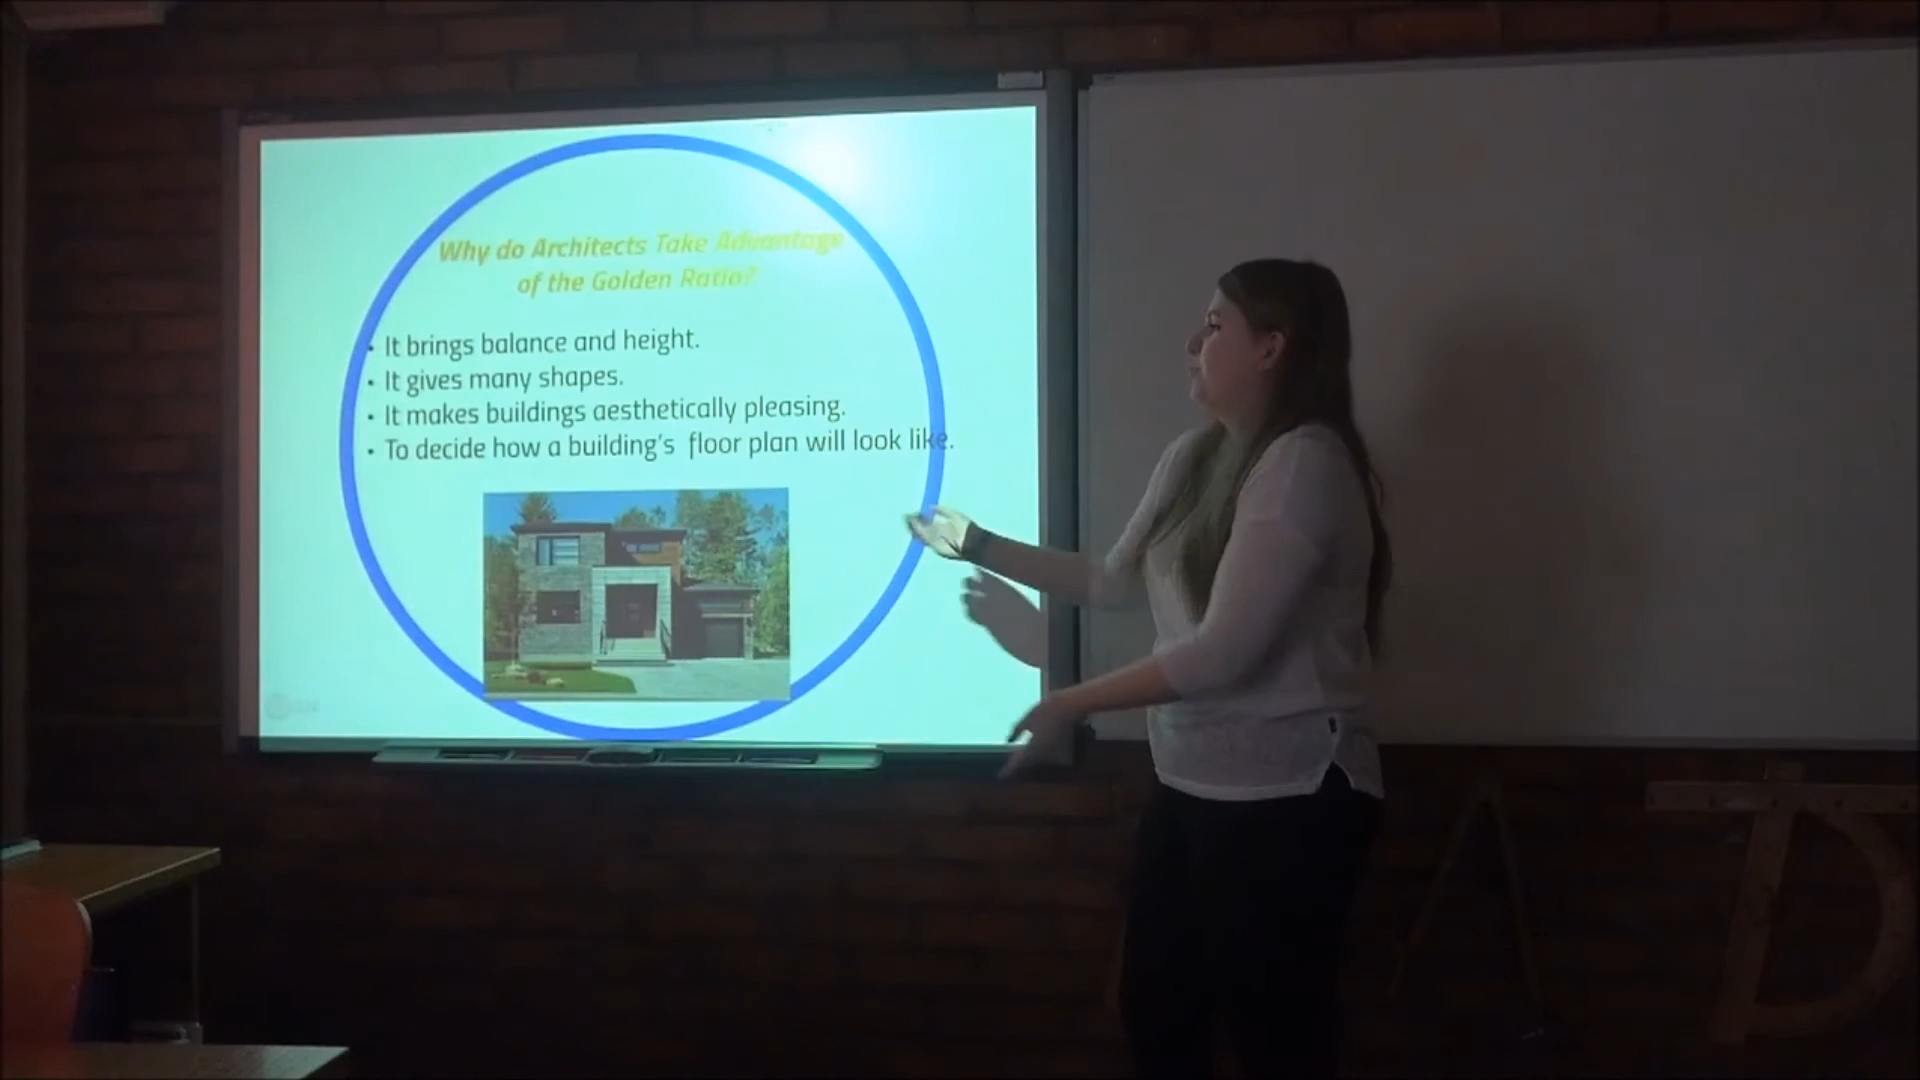 Why do Architects Take Advantage
of the Golden Ratio?
• It brings balance and height.
• It gives many shapes.
• It makes buildings aesthetically pleasing.
• To decide how a building's floor plan will look like.